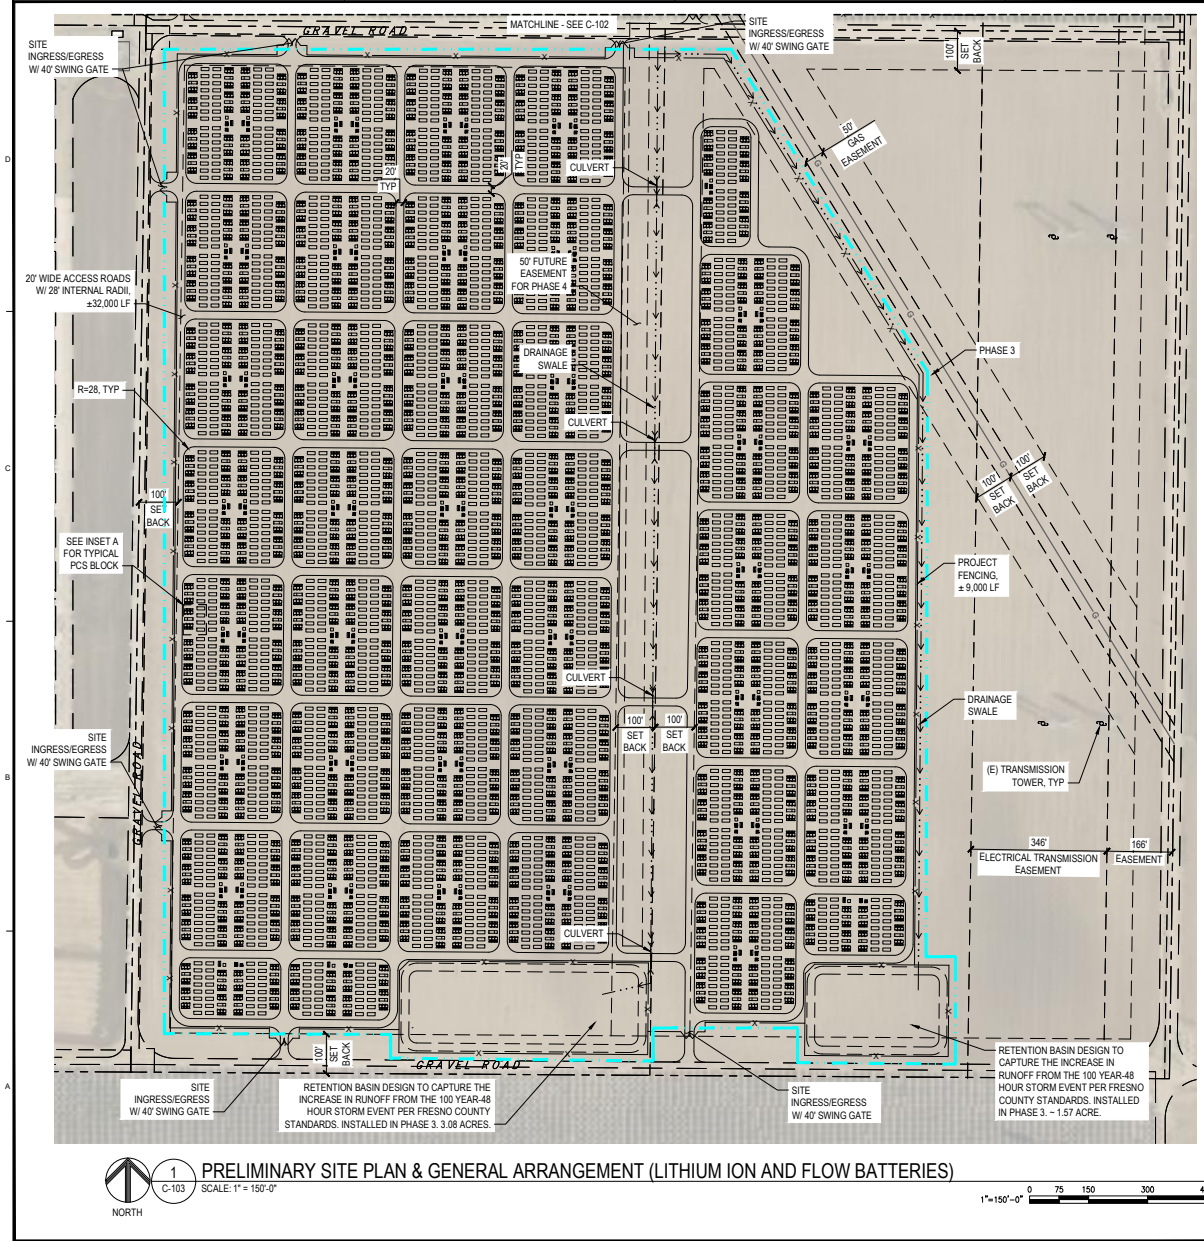 MATCHLINE - SEE C-102
GRAVEL ROAD
SITE
INGRESS/EGRESS
W/ 40' SWING GATE
SITE
INGRESS/EGRESS
W/ 40' SWING GATE
100'
SET
BACK
50'
GAS
EASEMENT
D
20'
TYP
20'
TYP
CULVERT
G
20' WIDE ACCESS ROADS
W/ 28' INTERNAL RADII,
±32,000 LF
50' FUTURE
EASEMENT
FOR PHASE 4
G
DRAINAGE
SWALE
PHASE 3
R=28, TYP
CULVERT
C
G
100'
SET
BACK
100'
SET
BACK
100'
SET
BACK
SEE INSET A
FOR TYPICAL
PCS BLOCK
PROJECT
FENCING,
± 9,000 LF
G
CULVERT
DRAINAGE
SWALE
100'
SET
BACK
100'
SET
BACK
SITE
INGRESS/EGRESS
W/ 40' SWING GATE
GRAVEL ROAD
B
(E) TRANSMISSION
TOWER, TYP
346'
ELECTRICAL TRANSMISSION
EASEMENT
166'
EASEMENT
CULVERT
100'
SET
BACK
GRAVEL ROAD
A
SITE
INGRESS/EGRESS
W/ 40' SWING GATE
RETENTION BASIN DESIGN TO CAPTURE THE
INCREASE IN RUNOFF FROM THE 100 YEAR-48
HOUR STORM EVENT PER FRESNO COUNTY
STANDARDS. INSTALLED IN PHASE 3. 3.08 ACRES.
SITE
INGRESS/EGRESS
W/ 40' SWING GATE
RETENTION BASIN DESIGN TO
CAPTURE THE INCREASE IN
RUNOFF FROM THE 100 YEAR-48
HOUR STORM EVENT PER FRESNO
COUNTY STANDARDS. INSTALLED
IN PHASE 3. ~ 1.57 ACRE.
NORTH
1
C-103
PRELIMINARY SITE PLAN & GENERAL ARRANGEMENT (LITHIUM ION AND FLOW BATTERIES)
SCALE: 1" = 150'-0"
1"=150'-0"
0 75 150 300